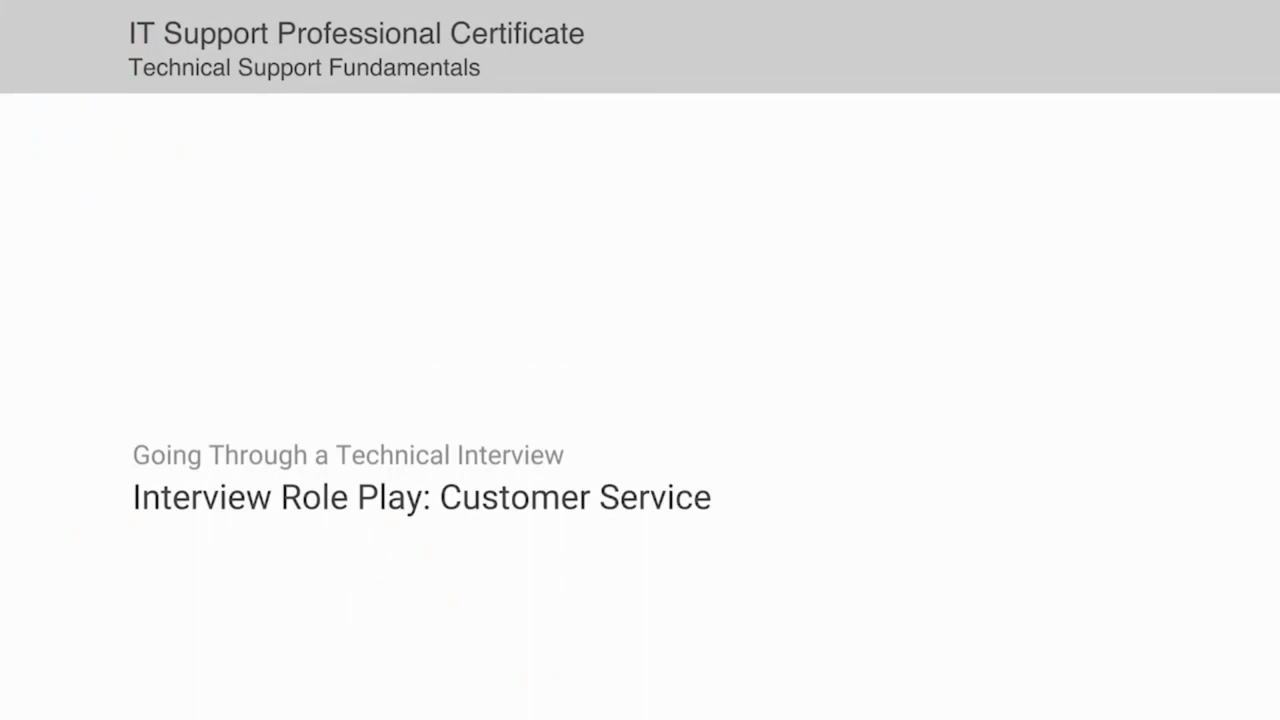 IT Support Professional Certificate
Technical Support Fundamentals
Going Through a Technical Interview
Interview Role Play: Customer Service